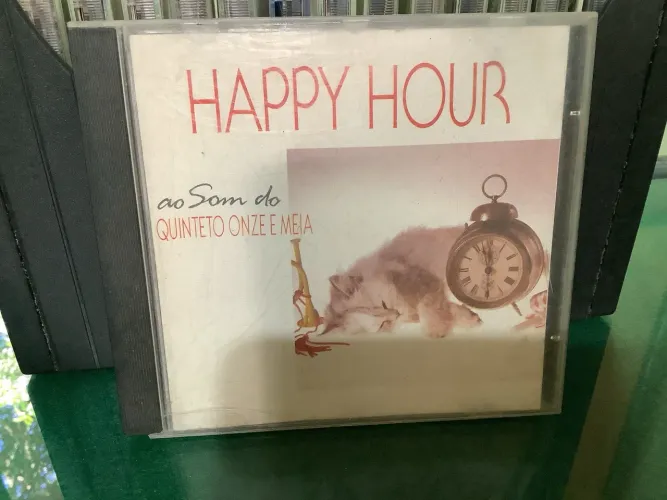 HAPPY HOUR
ao Som do
QUINTETO ONZE E MEIA